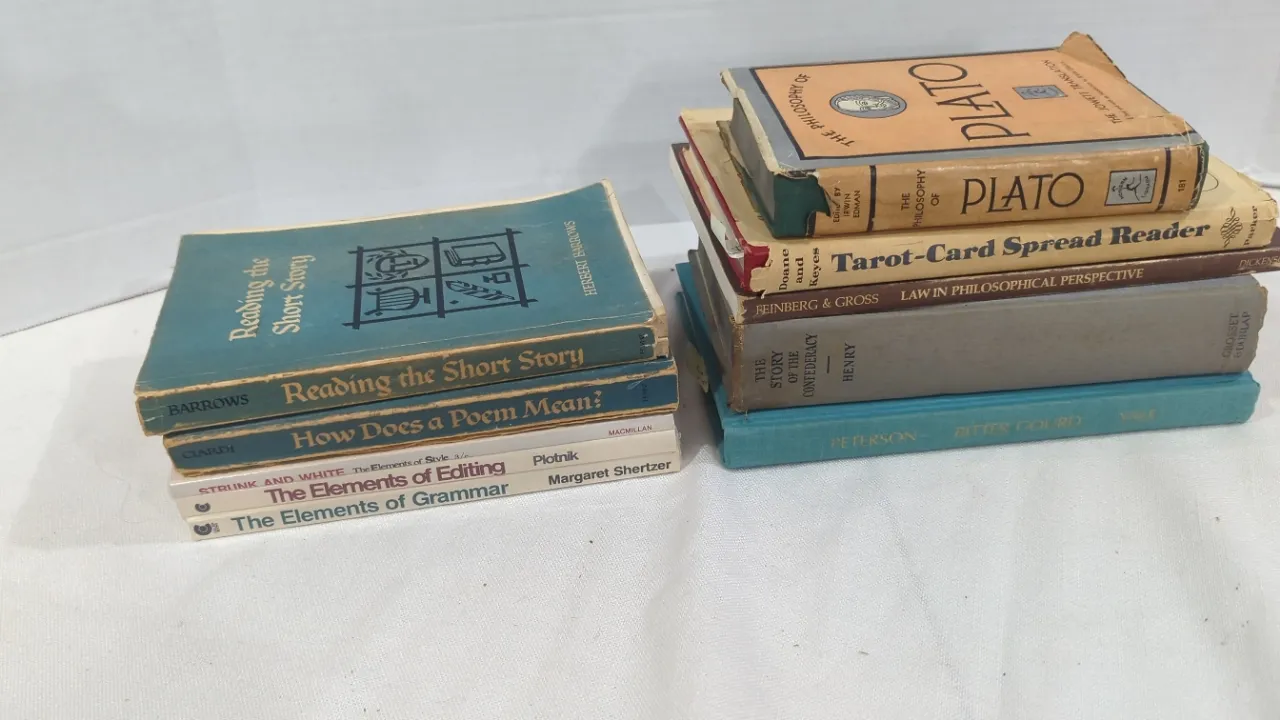 Reading the
Short Story
HERBERT BARROWS
BARROWS Reading the Short Story
CIARDI How Does a Poem Mean?
STRUNK AND WHITE The Elements of Style MACMILLAN
The Elements of Editing Plotnik
The Elements of Grammar Margaret Shertzer
THE PHILOSOPHY OF
PLATO
THE JOWETT TRANSLATION
EDITED BY
IRWIN
EDMAN
THE
PHILOSOPHY
OF
PLATO
181
Doane
and
Keyes
Tarot-Card Spread Reader
Parker
FEINBERG & GROSS LAW IN PHILOSOPHICAL PERSPECTIVE
THE
STORY
OF THE
CONFEDERACY
—
HENRY
GROSSET
DUNLAP
PETERSON BITTER GOURD